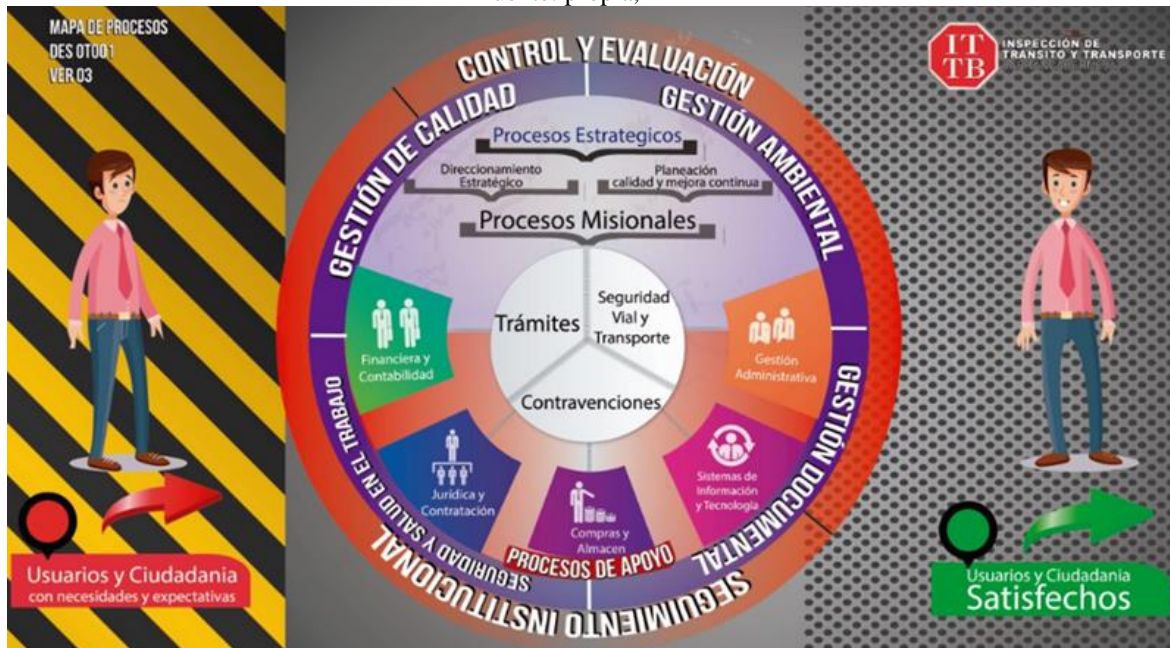 MAPA DE PROCESOS
DES OT001
VER 03
ITTB
INSPECCIÓN DE
TRANSITO Y TRANSPORTE
CONTROL Y EVALUACIÓN
GESTIÓN DE CALIDAD
GESTIÓN AMBIENTAL
Procesos Estrategicos
Direccionamiento
Estratégico
Planeación
calidad y mejora continua
Procesos Misionales
Trámites
Seguridad
Vial y
Transporte
Contravenciones
Financiera y
Contabilidad
Gestión
Administrativa
Jurídica y
Contratación
Compras y
Almacen
Sistemas de
Información
y Tecnología
PROCESOS DE APOYO
SEGURIDAD Y SALUD EN EL TRABAJO
GESTIÓN DOCUMENTAL
SEGUIMIENTO INSTITUCIONAL
Usuarios y Ciudadania
con necesidades y expectativas
Usuarios y Ciudadania
Satisfechos